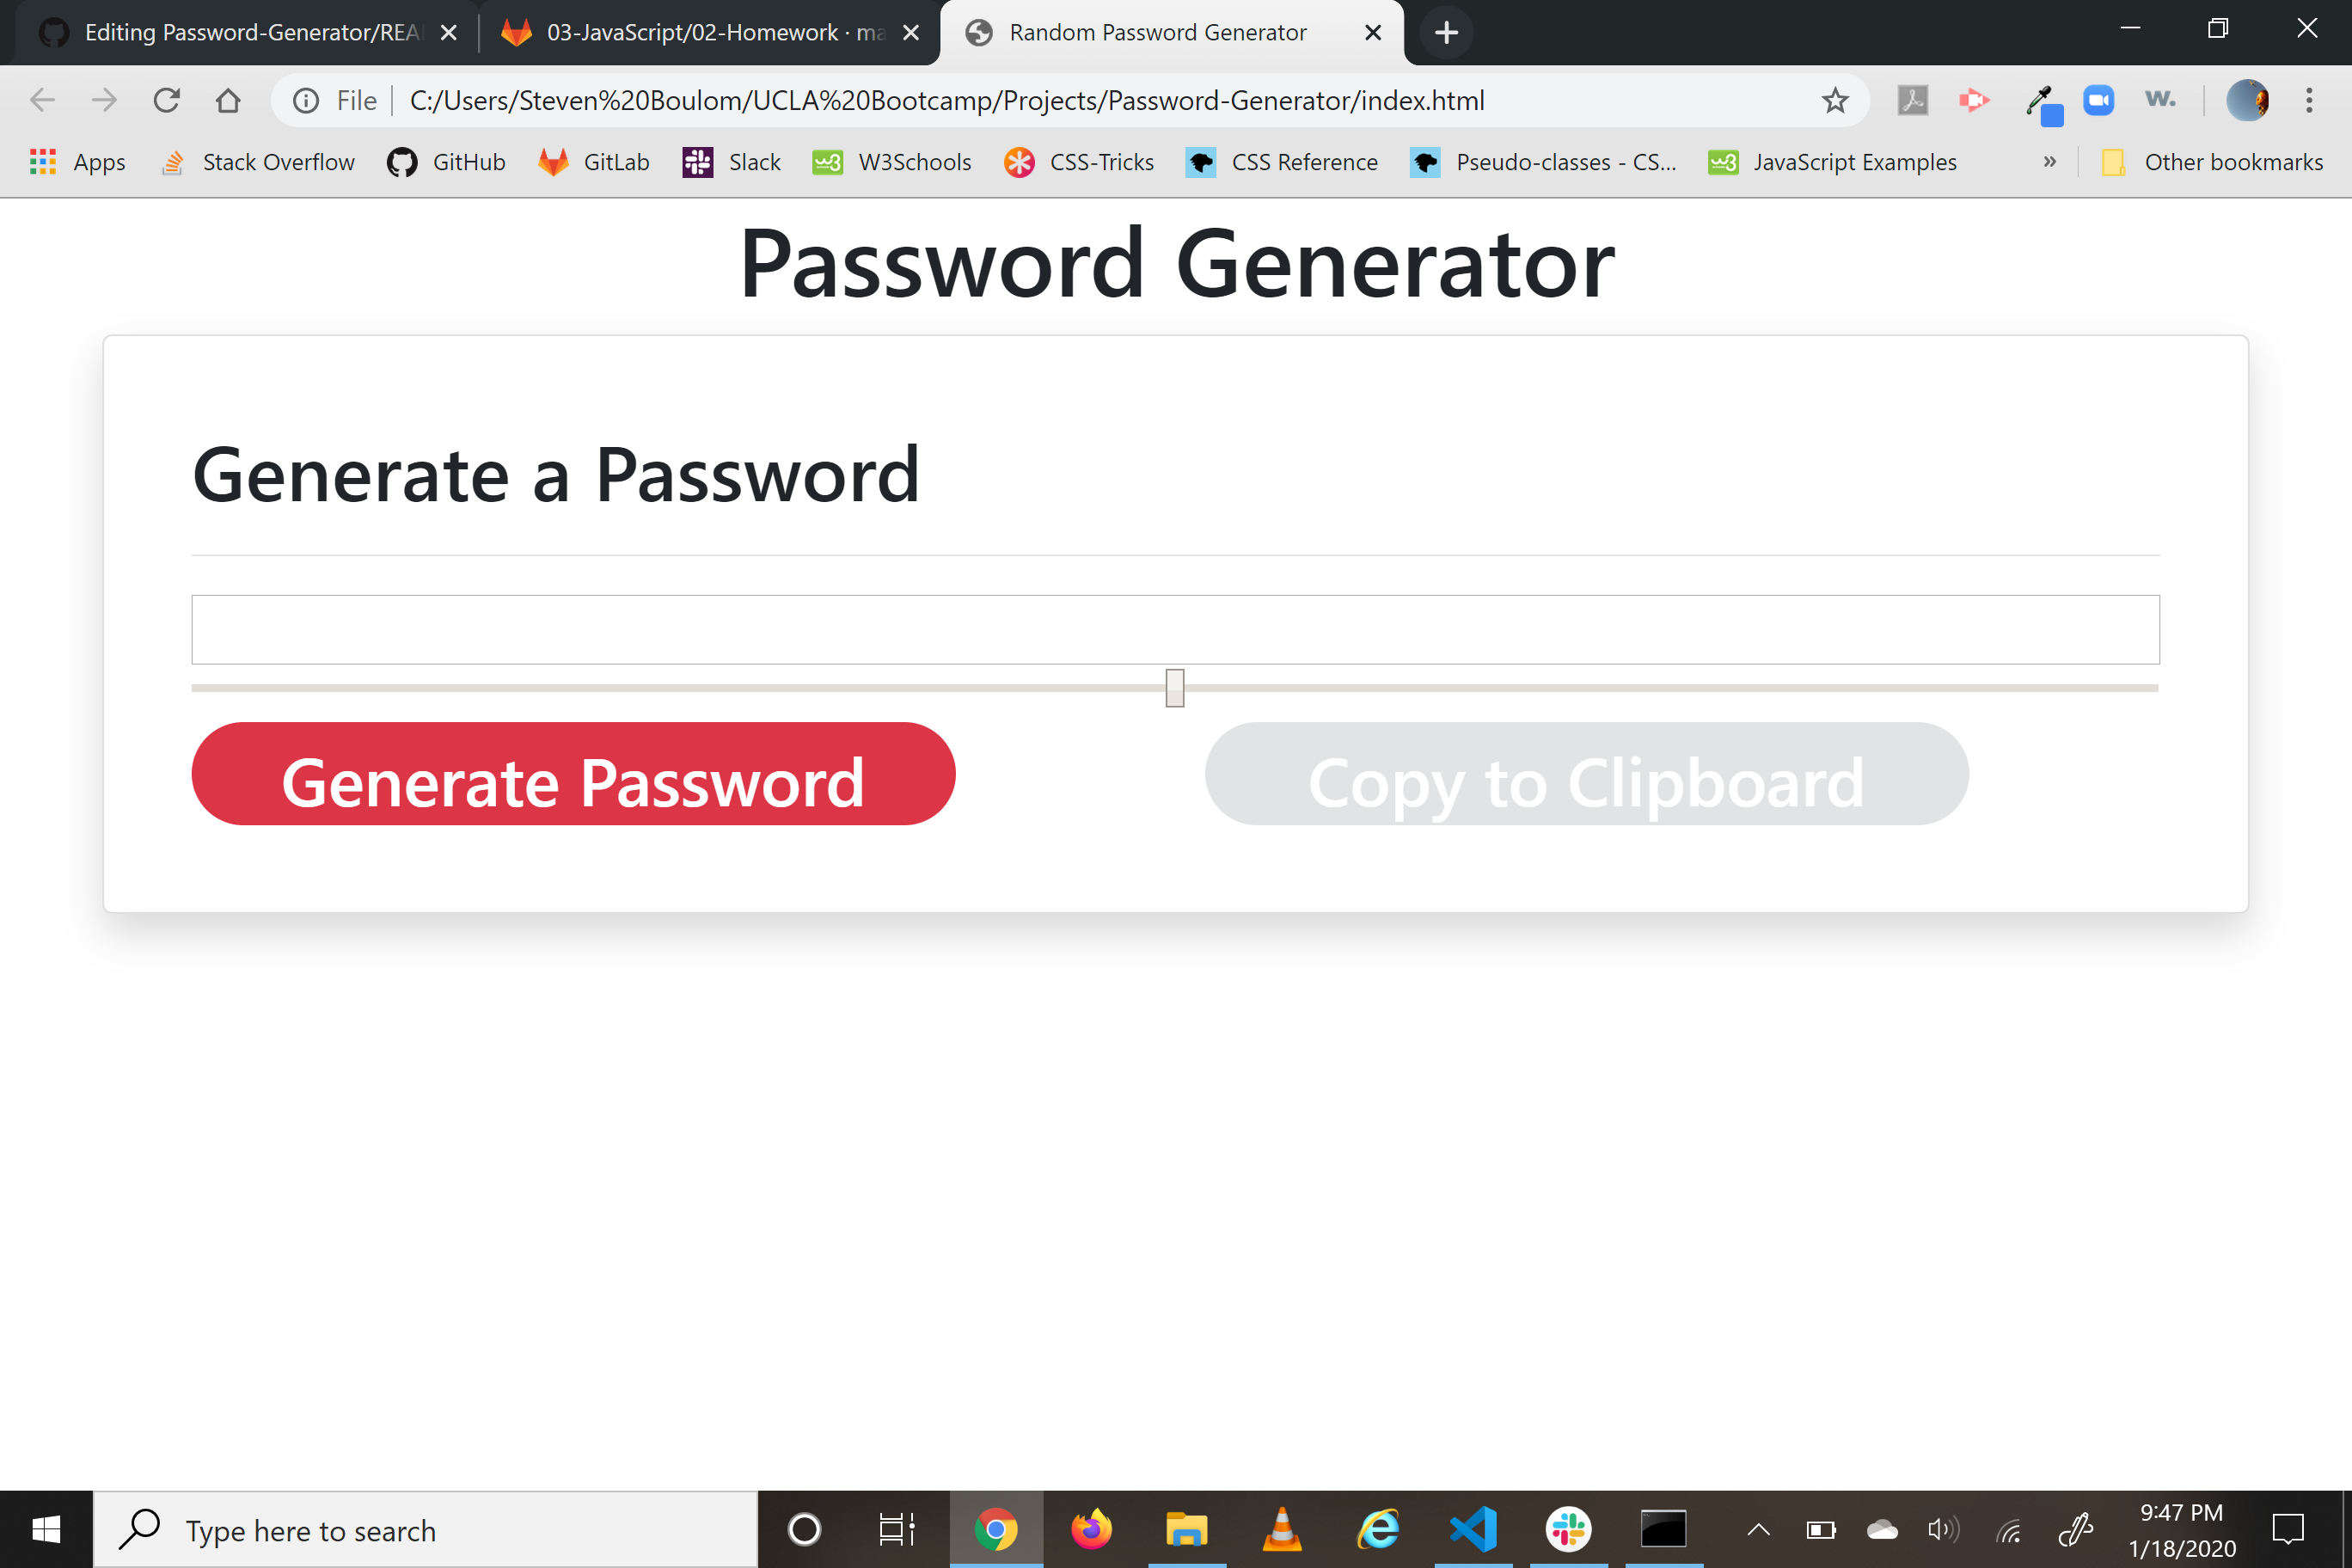 Editing Password-Generator/REA
03-JavaScript/02-Homework · ma
Random Password Generator
File
C:/Users/Steven%20Boulom/UCLA%20Bootcamp/Projects/Password-Generator/index.html
w.
Apps
Stack Overflow
GitHub
GitLab
Slack
W3Schools
CSS-Tricks
CSS Reference
Pseudo-classes - CS...
JavaScript Examples
»
Other bookmarks
Password Generator
Generate a Password
Generate Password
Copy to Clipboard
Type here to search
9:47 PM
1/18/2020